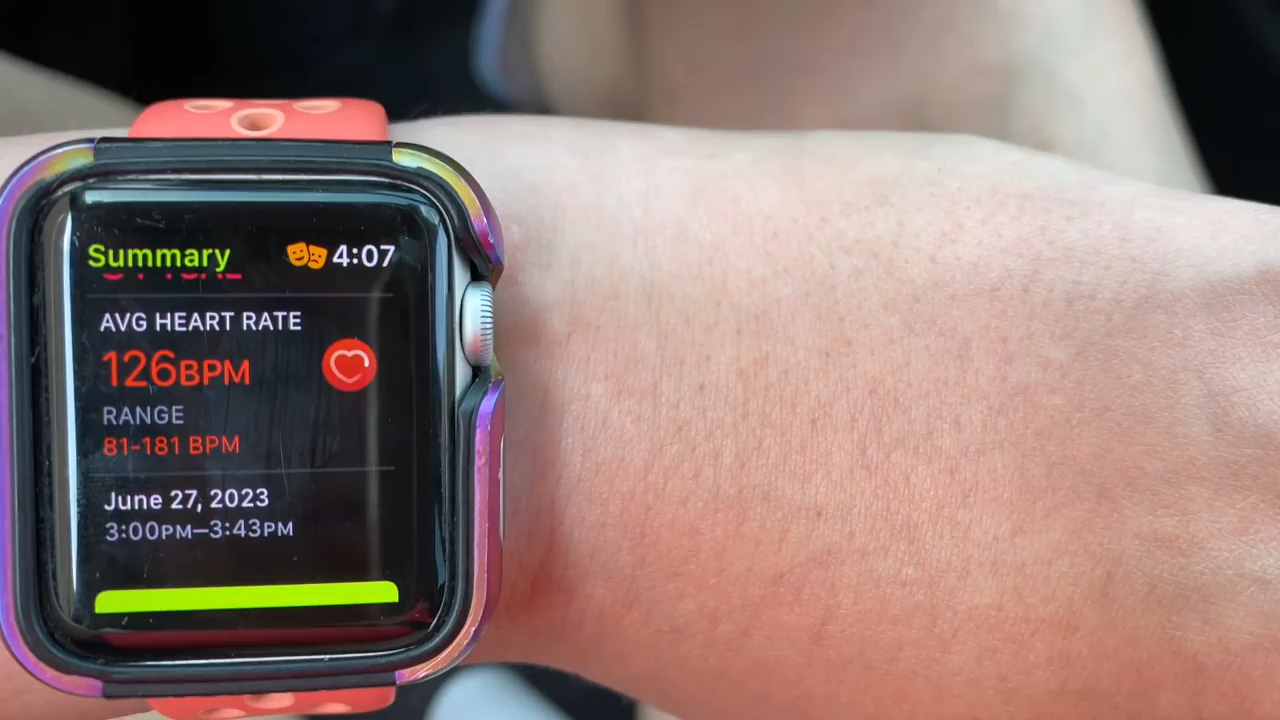 Summary 4:07
AVG HEART RATE
126BPM
RANGE
81-181 BPM
June 27, 2023
3:00PM–3:43PM